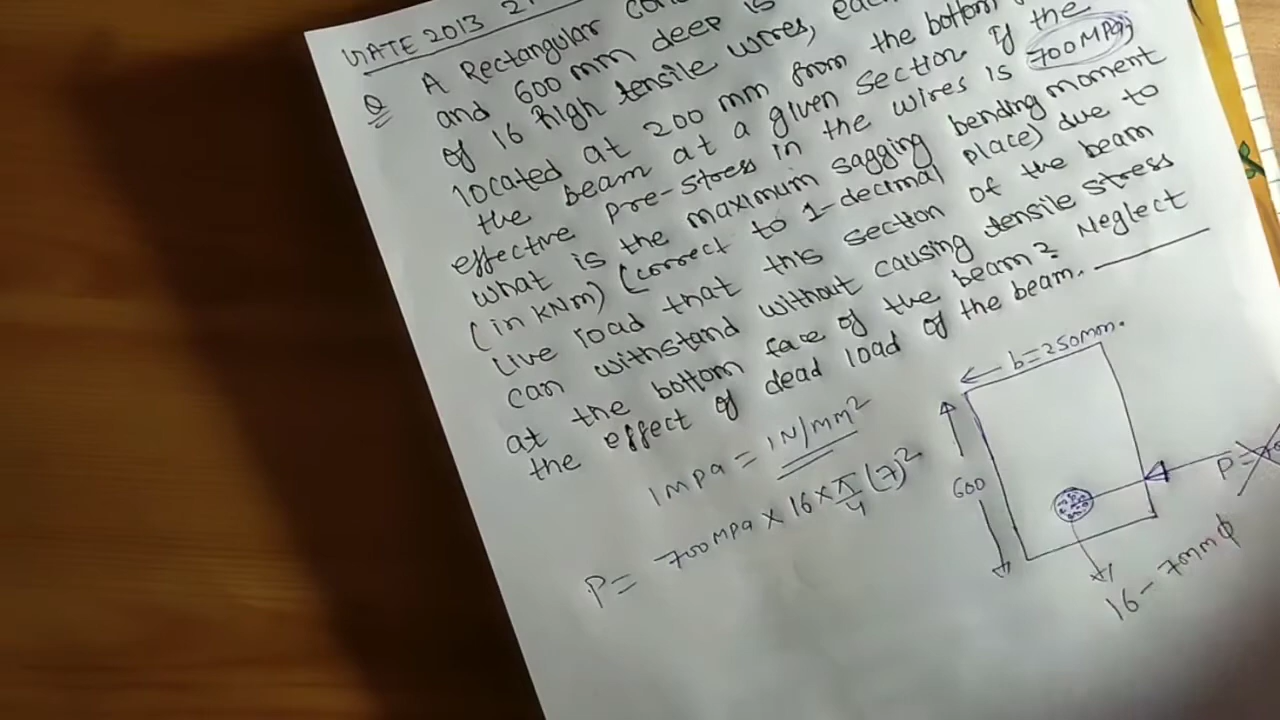 GATE 2013 21
Q A Rectangular
and 600 mm deep is
of 16 high tensile wires, each
located at 200 mm from the bottom
the beam at a given section. If the
effective pre-stress in the wires is 700 MPa,
what is the maximum sagging bending moment
(in kNm) (correct to 1-decimal place) due to
live load that this section of the beam
can withstand without causing tensile stress
at the bottom face of the beam? Neglect
the effect of dead load of the beam.
1 MPa = 1 N/mm²
P = 700 MPa × 16 × π/4 (7)²
b = 250mm.
600
P =
16 - 7mm ϕ